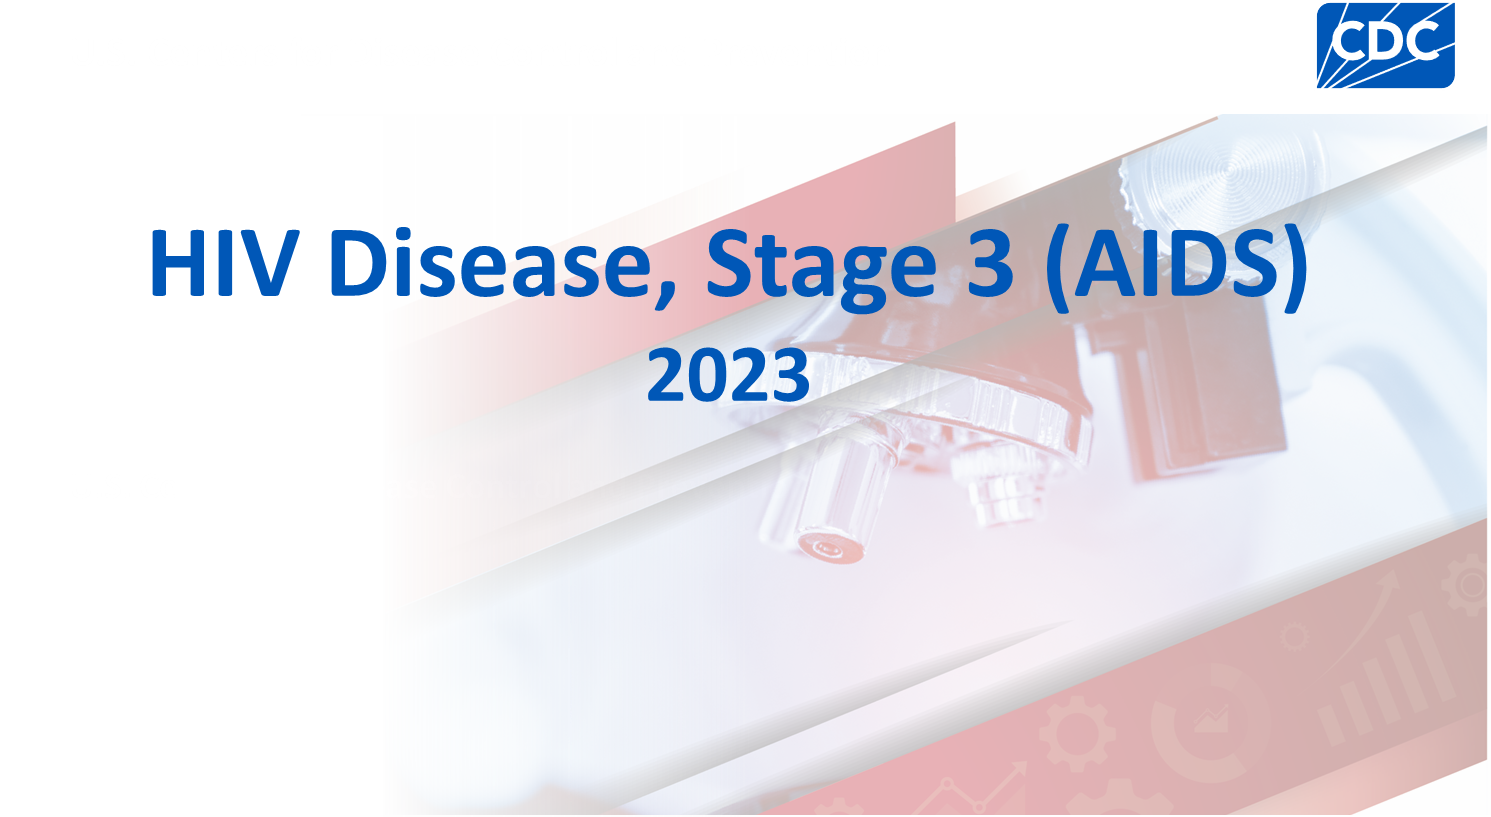 CDC
HIV Disease, Stage 3 (AIDS)
2023